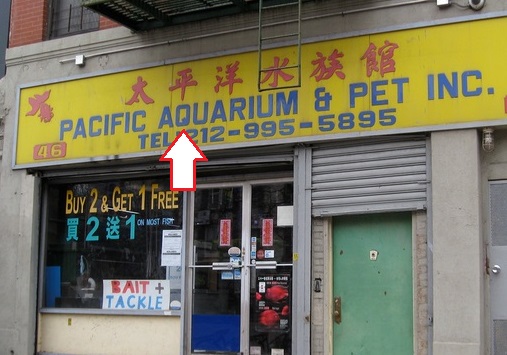 太平洋水族館
PACIFIC AQUARIUM & PET INC.
46
TEL: 212-995-5895
BUY 2 & GET 1 FREE
買2送1 ON MOST FISH
BAIT +
TACKLE